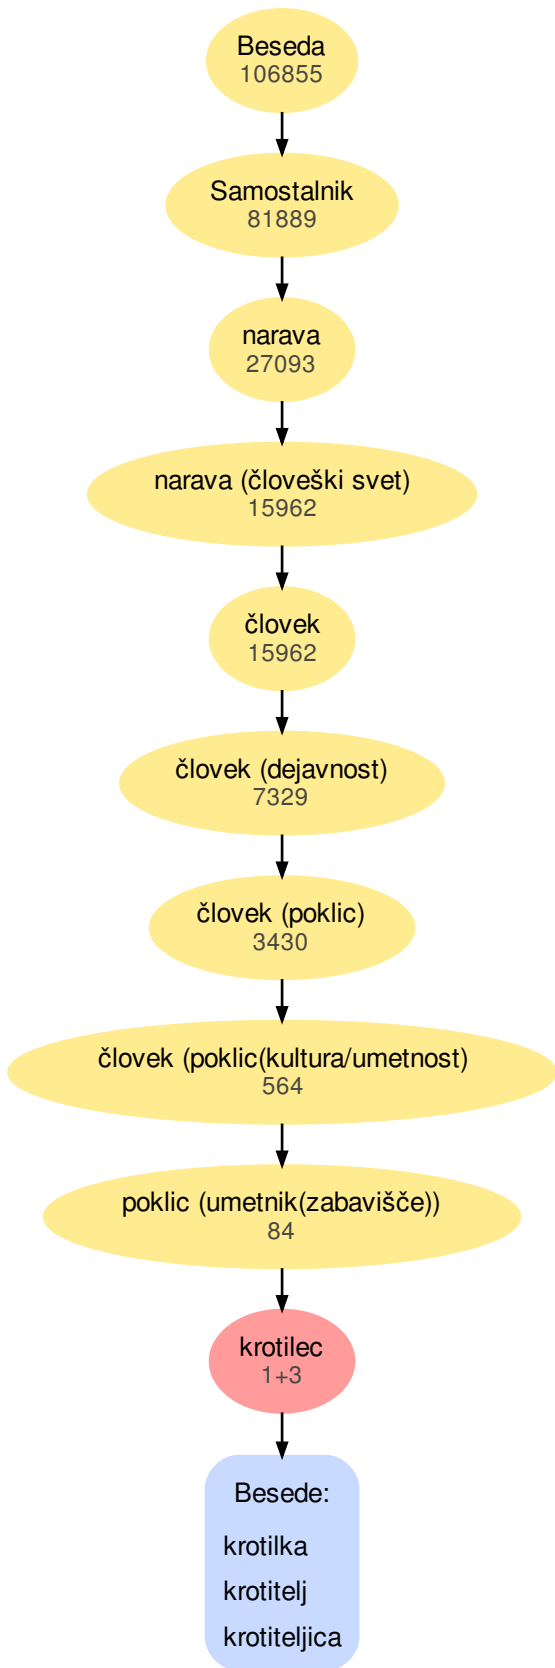 Beseda
106855
Samostalnik
81889
narava
27093
narava (človeški svet)
15962
človek
15962
človek (dejavnost)
7329
človek (poklic)
3430
človek (poklic(kultura/umetnost)
564
poklic (umetnik(zabavišče))
84
krotilec
1+3
Besede:
krotilka
krotitelj
krotiteljica